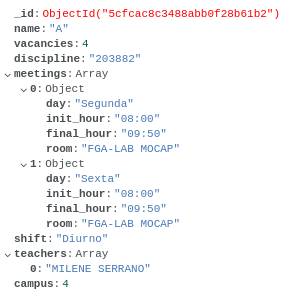 _id: ObjectId("5cfcac8c3488abb0f28b61b2")
name: "A"
vacancies: 4
discipline: "203882"
meetings: Array
0: Object
day: "Segunda"
init_hour: "08:00"
final_hour: "09:50"
room: "FGA-LAB MOCAP"
1: Object
day: "Sexta"
init_hour: "08:00"
final_hour: "09:50"
room: "FGA-LAB MOCAP"
shift: "Diurno"
teachers: Array
0: "MILENE SERRANO"
campus: 4